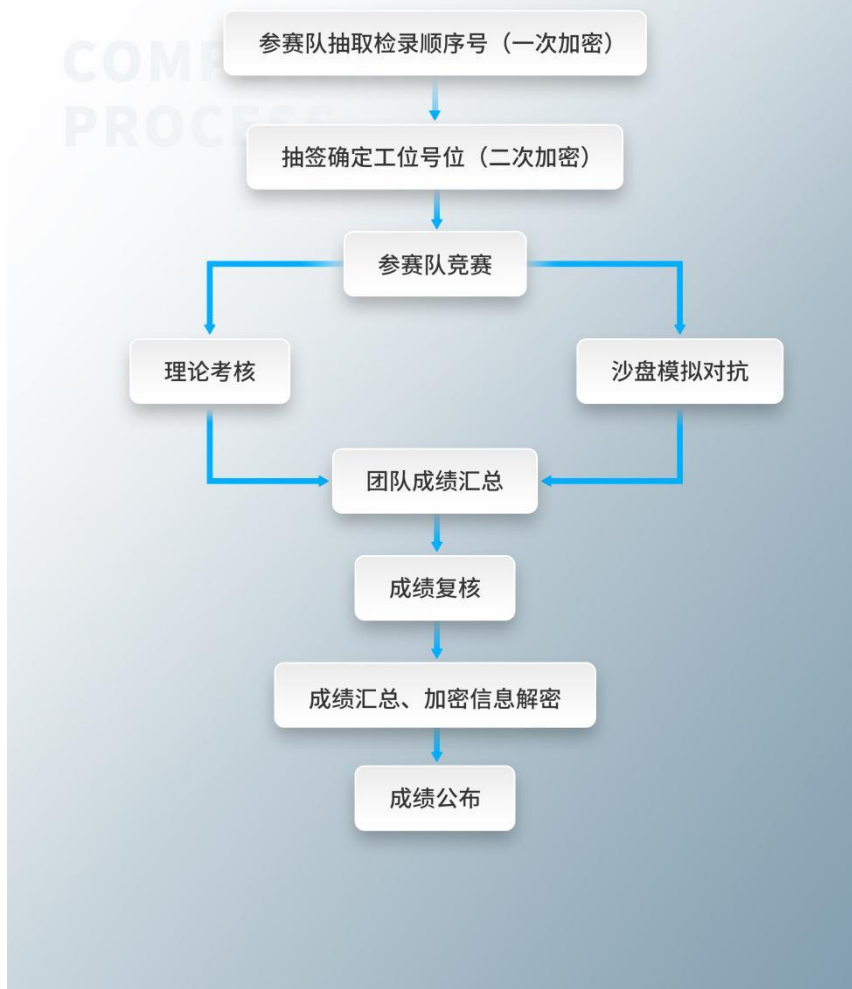 PROCESS
参赛队抽取检录顺序号（一次加密）
抽签确定工位号位（二次加密）
参赛队竞赛
理论考核
沙盘模拟对抗
团队成绩汇总
成绩复核
成绩汇总、加密信息解密
成绩公布